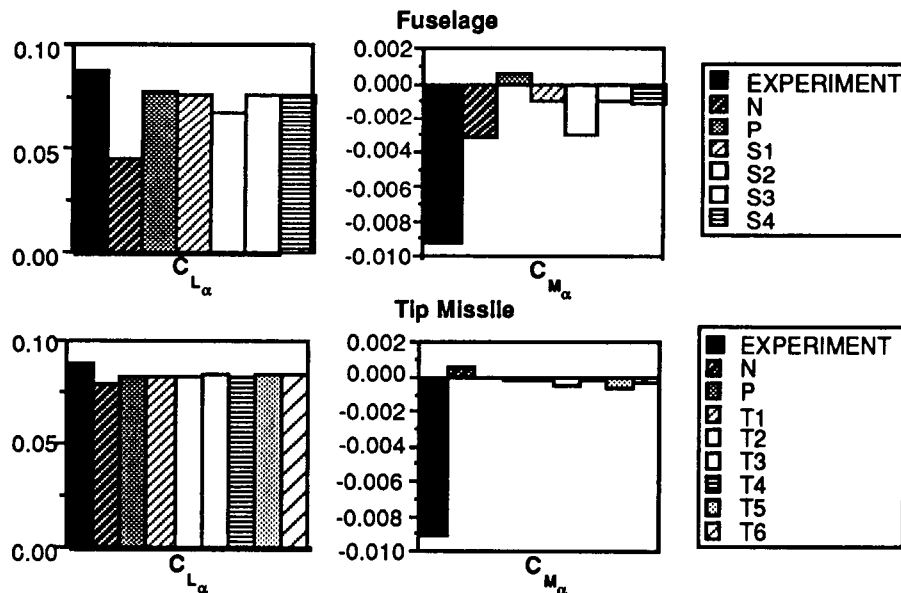 Fuselage
0.10
0.05
0.00
C_Lα
0.002
0.000
-0.002
-0.004
-0.006
-0.008
-0.010
C_Mα
EXPERIMENT
N
P
S1
S2
S3
S4
Tip Missile
0.10
0.05
0.00
C_Lα
0.002
0.000
-0.002
-0.004
-0.006
-0.008
-0.010
C_Mα
EXPERIMENT
N
P
T1
T2
T3
T4
T5
T6